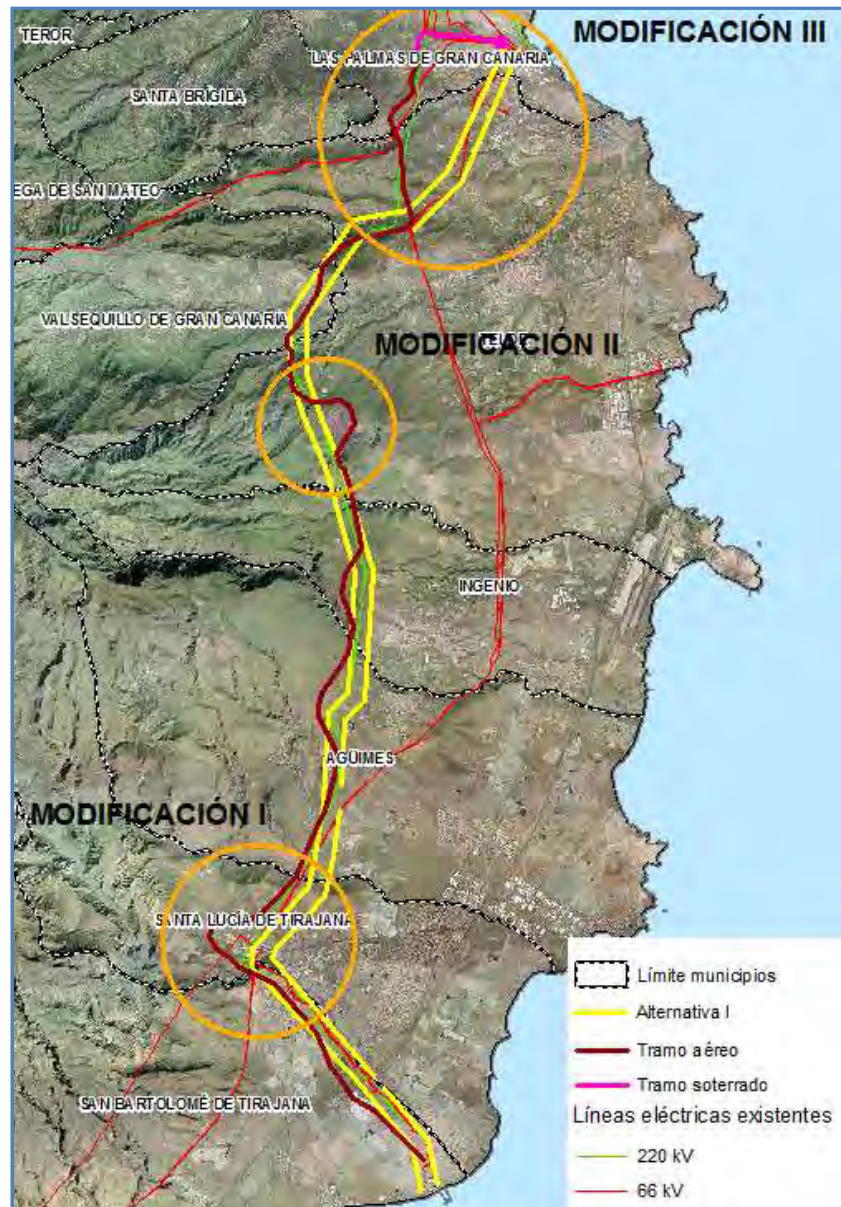 TEROR
MODIFICACIÓN III
LAS PALMAS DE GRAN CANARIA
SANTA BRÍGIDA
EGA DE SAN MATEO
VALSEQUILLO DE GRAN CANARIA
TELDE
MODIFICACIÓN II
INGENIO
AGÜIMES
MODIFICACIÓN I
SANTA LUCÍA DE TIRAJANA
SAN BARTOLOMÉ DE TIRAJANA
Límite municipios
Alternativa I
Tramo aéreo
Tramo soterrado
Líneas eléctricas existentes
220 kV
66 kV